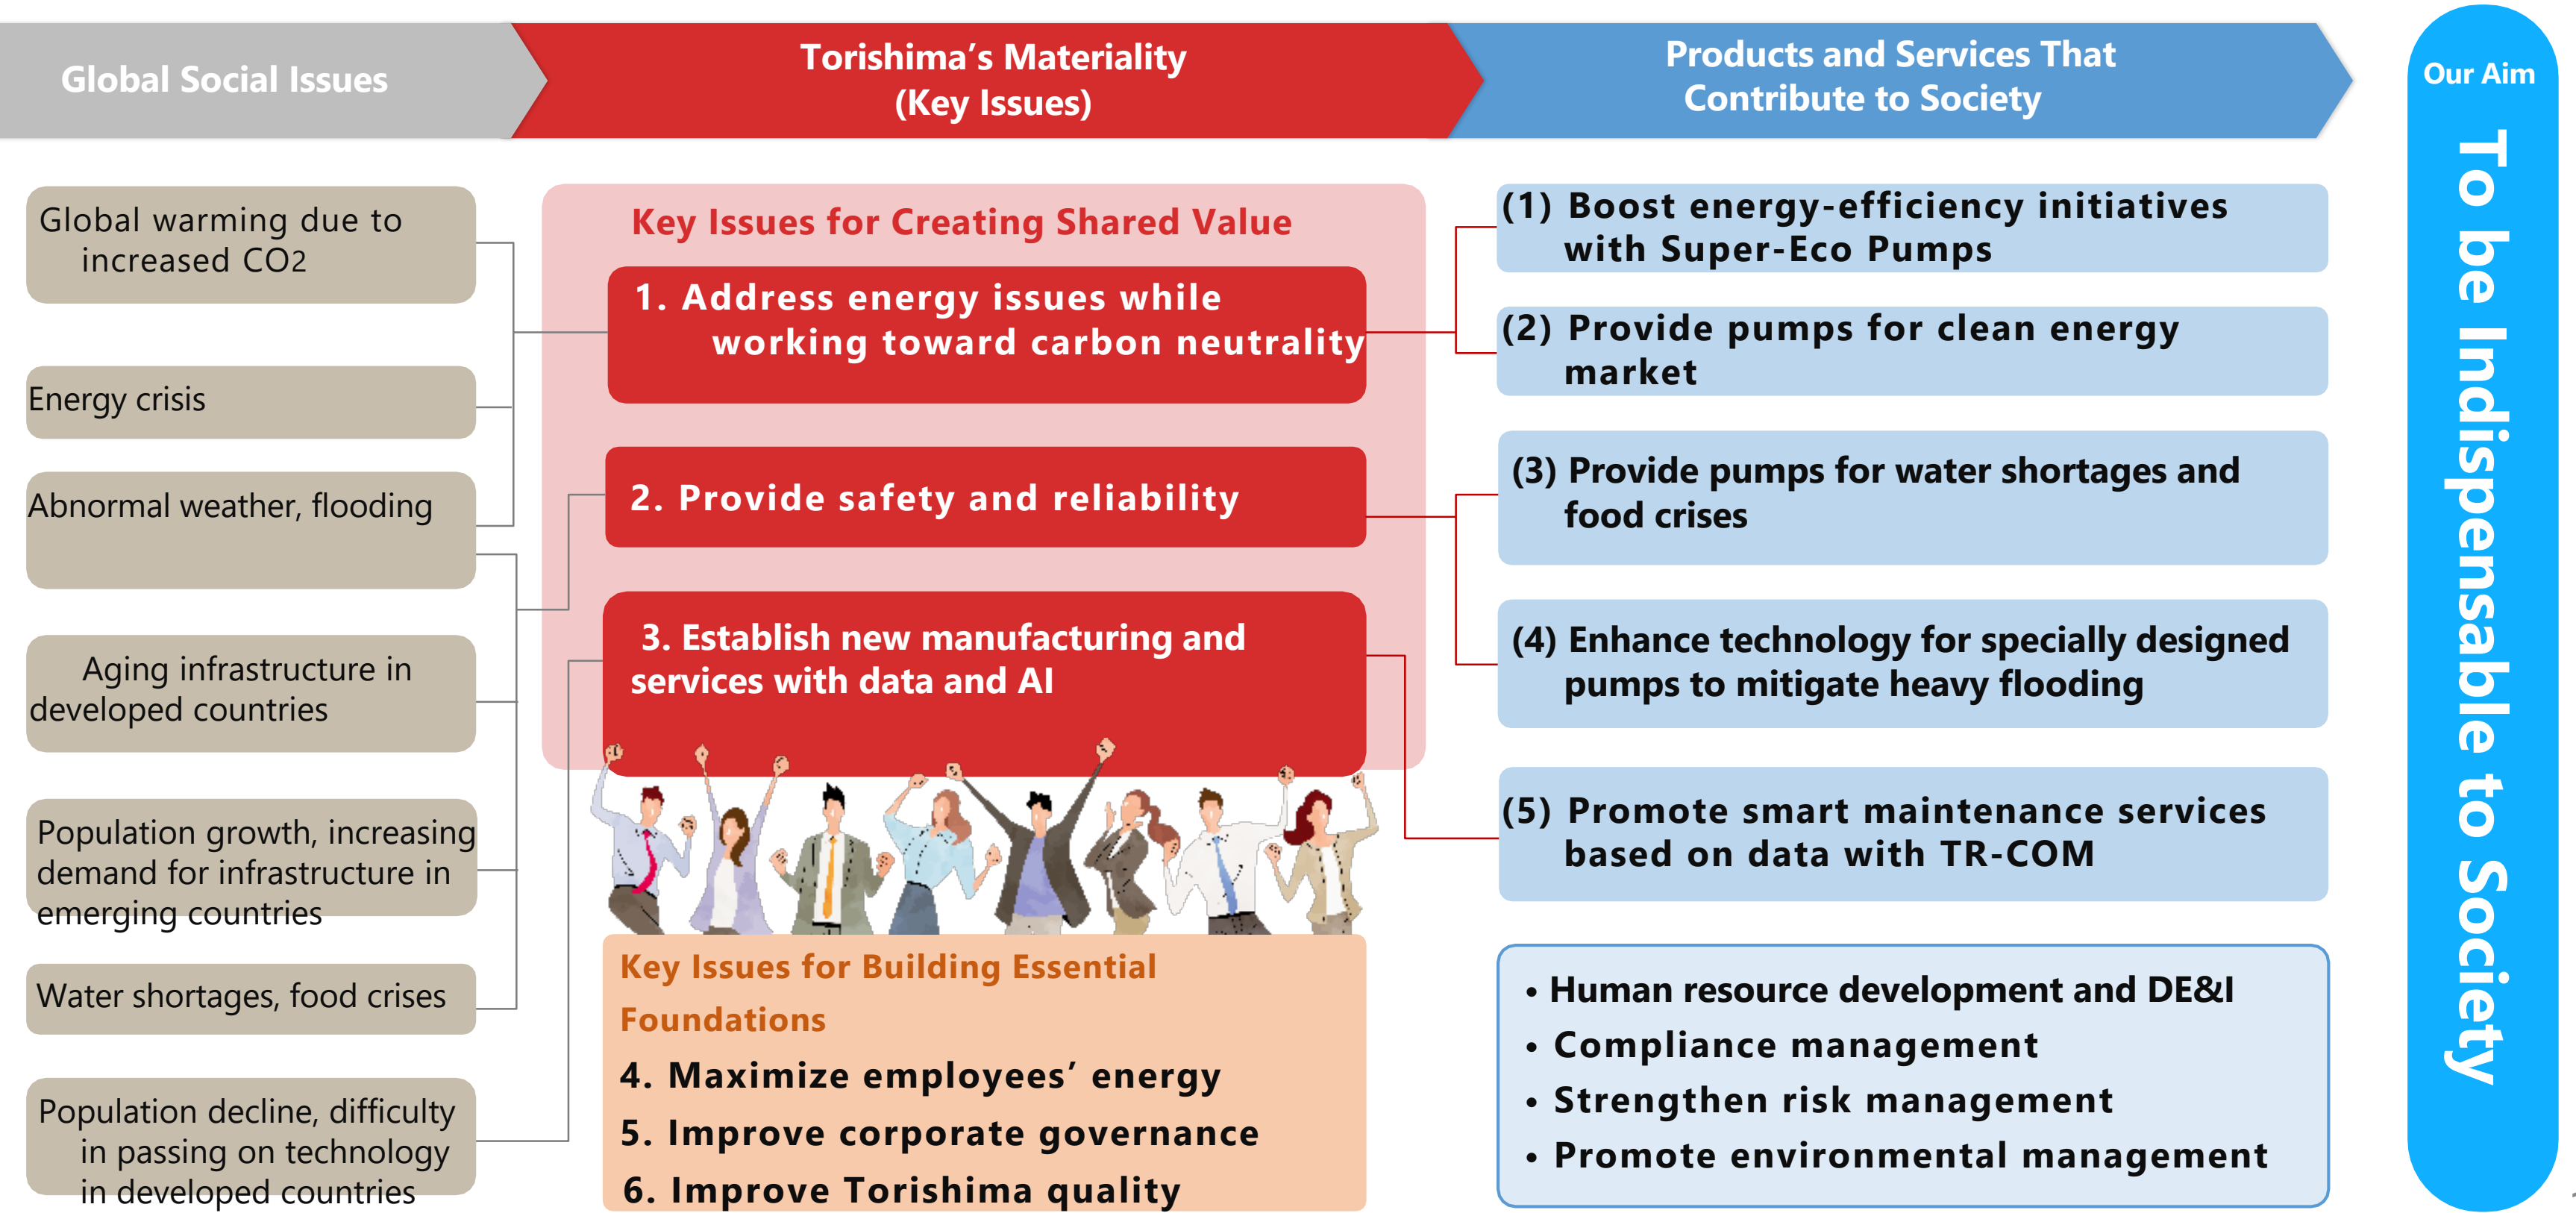 Global Social Issues
Torishima’s Materiality
(Key Issues)
Products and Services That
Contribute to Society
Our Aim
To be Indispensable to Society
Global warming due to
increased CO2
Energy crisis
Abnormal weather, flooding
Aging infrastructure in
developed countries
Population growth, increasing
demand for infrastructure in
emerging countries
Water shortages, food crises
Population decline, difficulty
in passing on technology
in developed countries
Key Issues for Creating Shared Value
1. Address energy issues while
working toward carbon neutrality
2. Provide safety and reliability
3. Establish new manufacturing and
services with data and AI
Key Issues for Building Essential
Foundations
4. Maximize employees’ energy
5. Improve corporate governance
6. Improve Torishima quality
(1) Boost energy-efficiency initiatives
with Super-Eco Pumps
(2) Provide pumps for clean energy
market
(3) Provide pumps for water shortages and
food crises
(4) Enhance technology for specially designed
pumps to mitigate heavy flooding
(5) Promote smart maintenance services
based on data with TR-COM
• Human resource development and DE&I
• Compliance management
• Strengthen risk management
• Promote environmental management